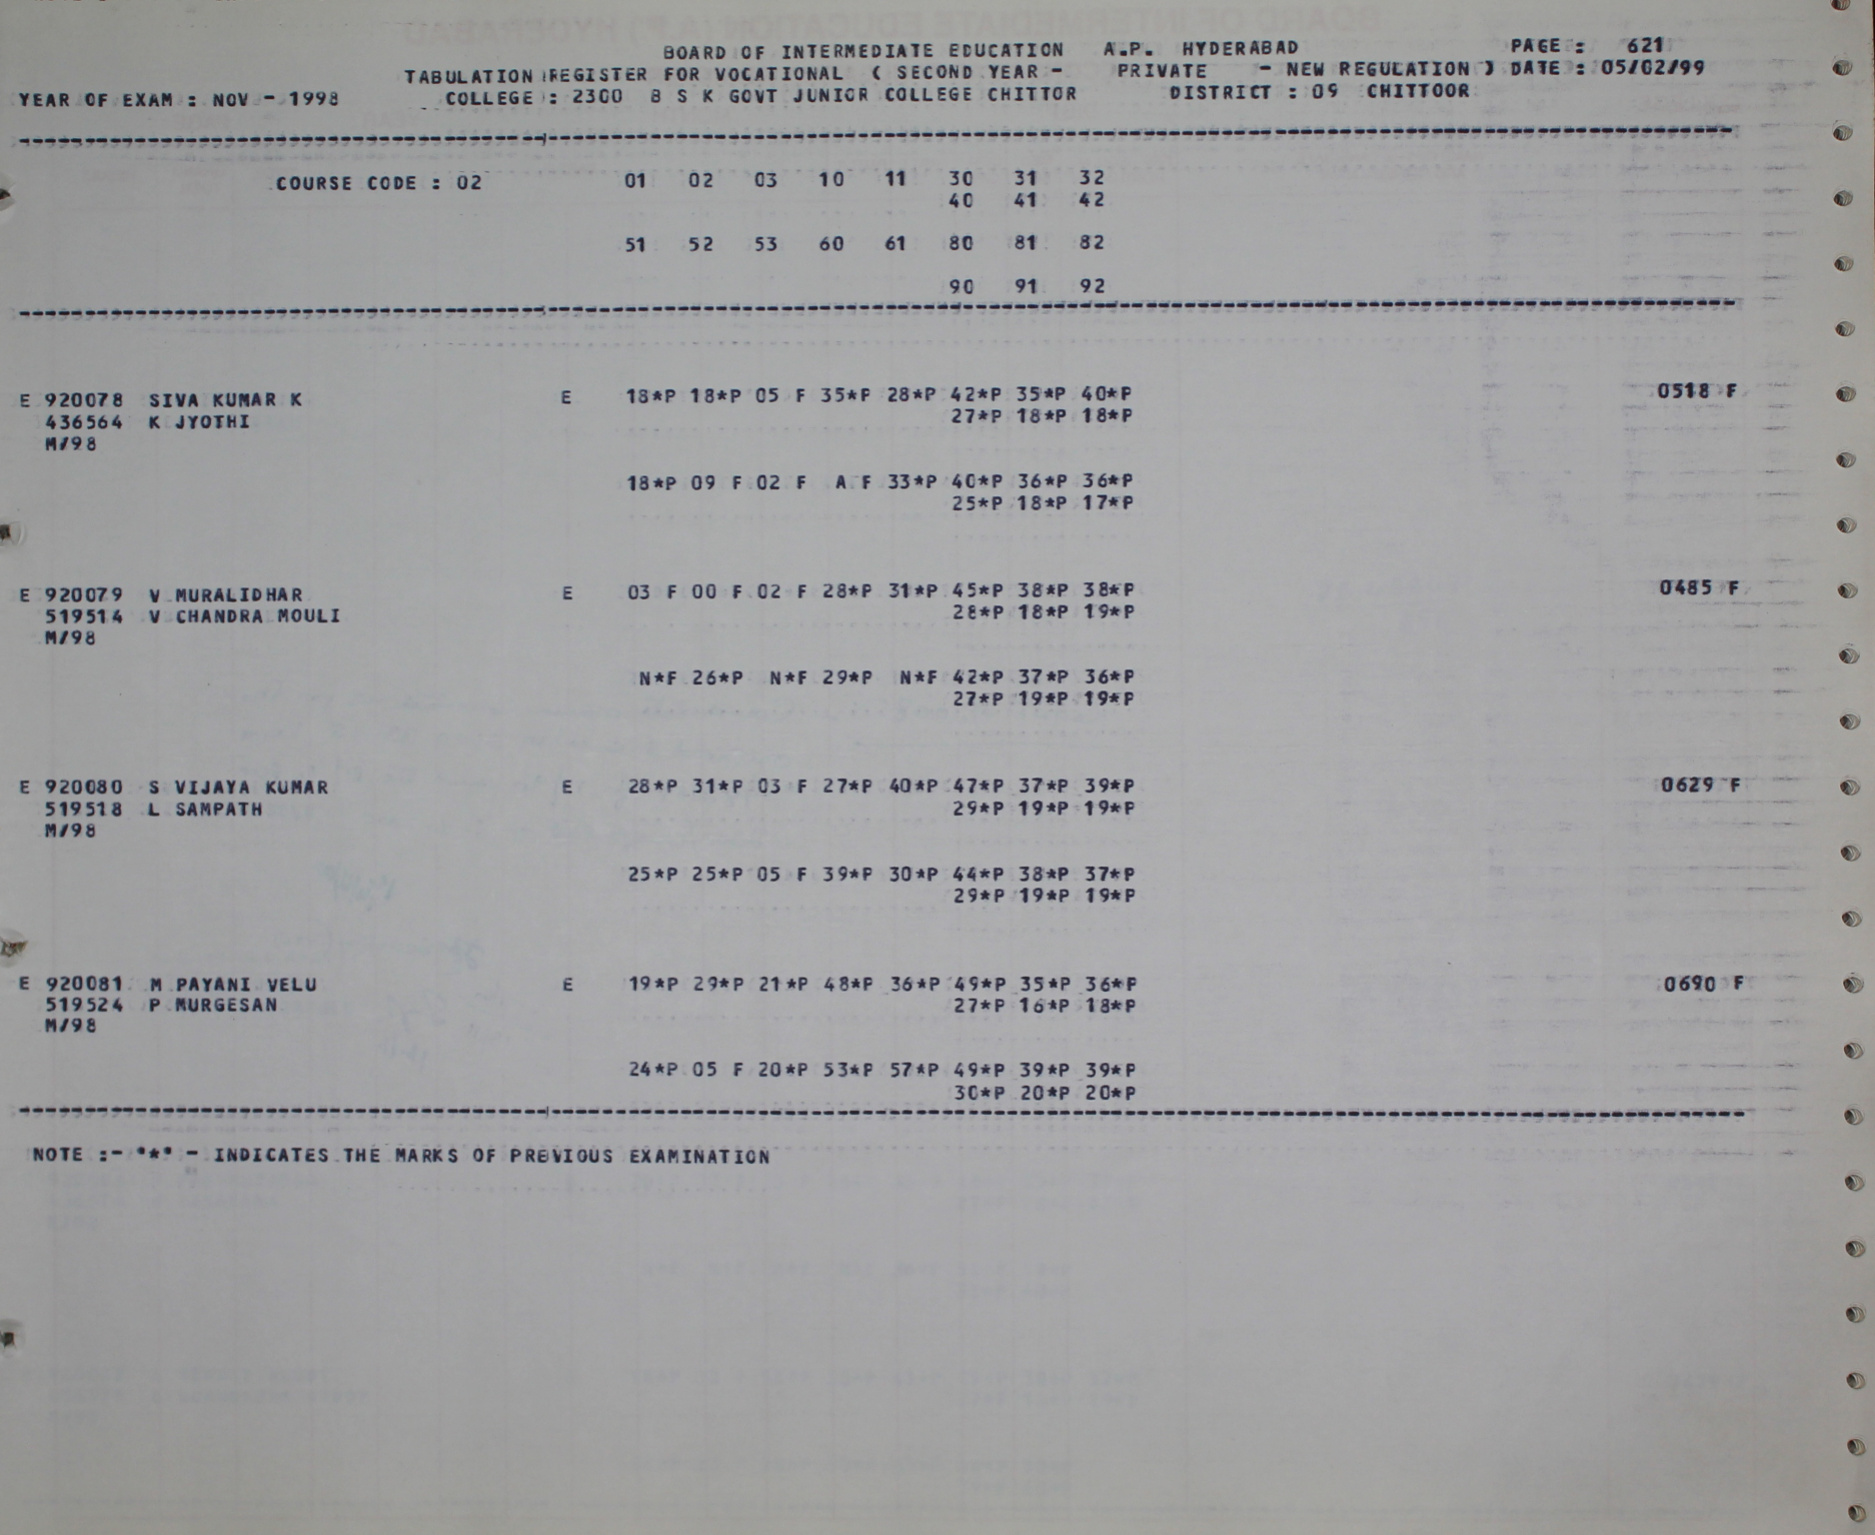 BOARD OF INTERMEDIATE EDUCATION A.P. HYDERABAD PAGE : 621
TABULATION REGISTER FOR VOCATIONAL ( SECOND YEAR - PRIVATE - NEW REGULATION ) DATE : 05/02/99
YEAR OF EXAM : NOV - 1998 COLLEGE : 2300 B S K GOVT JUNIOR COLLEGE CHITTOR DISTRICT : 09 CHITTOOR
COURSE CODE : 02 01 02 03 10 11 30 31 32
40 41 42
51 52 53 60 61 80 81 82
90 91 92
E 920078 SIVA KUMAR K E 18*P 18*P 05 F 35*P 28*P 42*P 35*P 40*P 0518 F
436564 K JYOTHI 27*P 18*P 18*P
M/98
18*P 09 F 02 F A F 33*P 40*P 36*P 36*P
25*P 18*P 17*P
E 920079 V MURALIDHAR E 03 F 00 F 02 F 28*P 31*P 45*P 38*P 38*P 0485 F
519514 V CHANDRA MOULI 28*P 18*P 19*P
M/98
N*F 26*P N*F 29*P N*F 42*P 37*P 36*P
27*P 19*P 19*P
E 920080 S VIJAYA KUMAR E 28*P 31*P 03 F 27*P 40*P 47*P 37*P 39*P 0629 F
519518 L SAMPATH 29*P 19*P 19*P
M/98
25*P 25*P 05 F 39*P 30*P 44*P 38*P 37*P
29*P 19*P 19*P
E 920081 M PAYANI VELU E 19*P 29*P 21*P 48*P 36*P 49*P 35*P 36*P 0690 F
519524 P MURGESAN 27*P 16*P 18*P
M/98
24*P 05 F 20*P 53*P 57*P 49*P 39*P 39*P
30*P 20*P 20*P
NOTE :- "*" - INDICATES THE MARKS OF PREVIOUS EXAMINATION